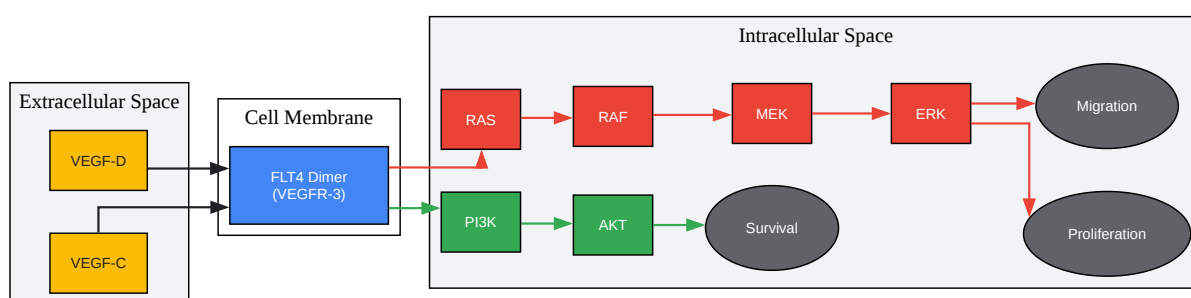 Extracellular Space
VEGF-D
VEGF-C
Cell Membrane
FLT4 Dimer
(VEGFR-3)
Intracellular Space
RAS
RAF
MEK
ERK
Migration
PI3K
AKT
Survival
Proliferation